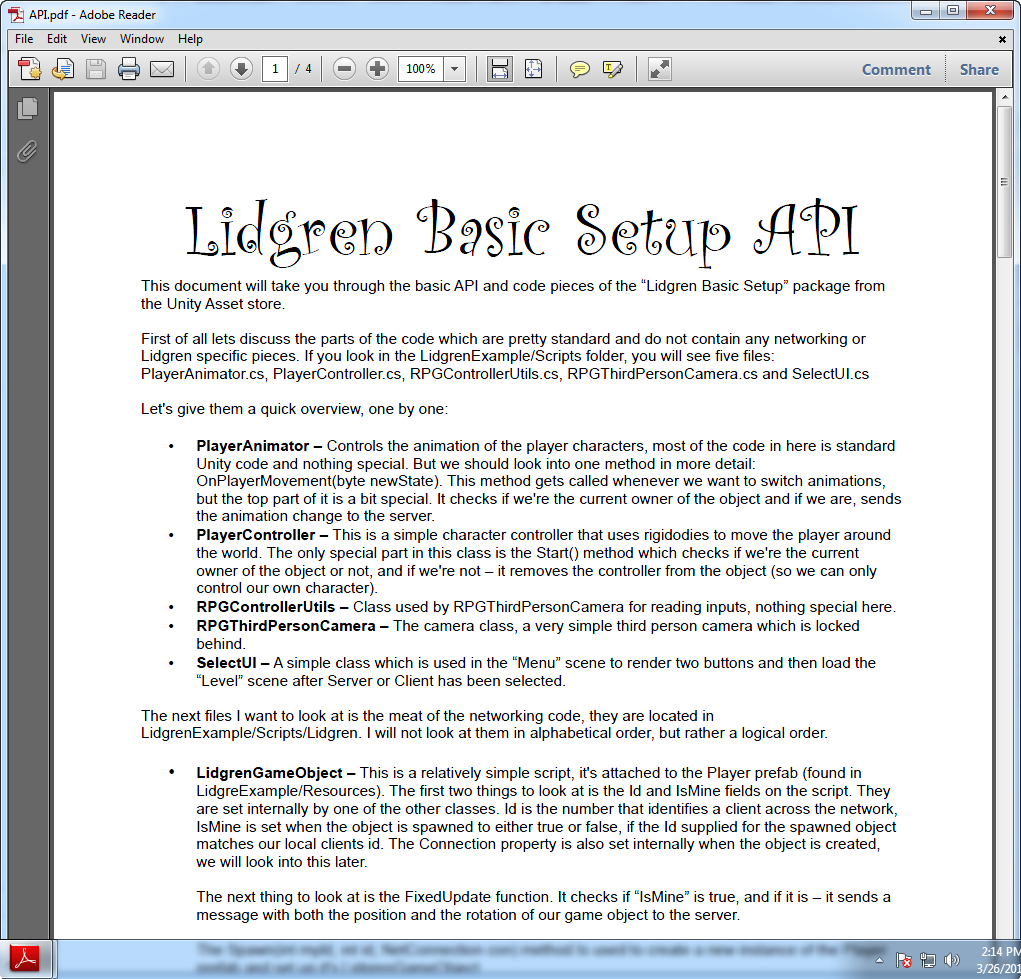 API.pdf - Adobe Reader
File Edit View Window Help
1 / 4 100% Comment Share
Lidgren Basic Setup API
This document will take you through the basic API and code pieces of the “Lidgren Basic Setup” package from
the Unity Asset store.
First of all lets discuss the parts of the code which are pretty standard and do not contain any networking or
Lidgren specific pieces. If you look in the LidgrenExample/Scripts folder, you will see five files:
PlayerAnimator.cs, PlayerController.cs, RPGControllerUtils.cs, RPGThirdPersonCamera.cs and SelectUI.cs
Let's give them a quick overview, one by one:
• PlayerAnimator – Controls the animation of the player characters, most of the code in here is standard
Unity code and nothing special. But we should look into one method in more detail:
OnPlayerMovement(byte newState). This method gets called whenever we want to switch animations,
but the top part of it is a bit special. It checks if we're the current owner of the object and if we are, sends
the animation change to the server.
• PlayerController – This is a simple character controller that uses rigidodies to move the player around
the world. The only special part in this class is the Start() method which checks if we're the current
owner of the object or not, and if we're not – it removes the controller from the object (so we can only
control our own character).
• RPGControllerUtils – Class used by RPGThirdPersonCamera for reading inputs, nothing special here.
• RPGThirdPersonCamera – The camera class, a very simple third person camera which is locked
behind.
• SelectUI – A simple class which is used in the “Menu” scene to render two buttons and then load the
“Level” scene after Server or Client has been selected.
The next files I want to look at is the meat of the networking code, they are located in
LidgrenExample/Scripts/Lidgren. I will not look at them in alphabetical order, but rather a logical order.
• LidgrenGameObject – This is a relatively simple script, it's attached to the Player prefab (found in
LidgreExample/Resources). The first two things to look at is the Id and IsMine fields on the script. They
are set internally by one of the other classes. Id is the number that identifies a client across the network,
IsMine is set when the object is spawned to either true or false, if the Id supplied for the spawned object
matches our local clients id. The Connection property is also set internally when the object is created,
we will look into this later.
The next thing to look at is the FixedUpdate function. It checks if “IsMine” is true, and if it is – it sends a
message with both the position and the rotation of our game object to the server.
2:14 PM
3/26/201